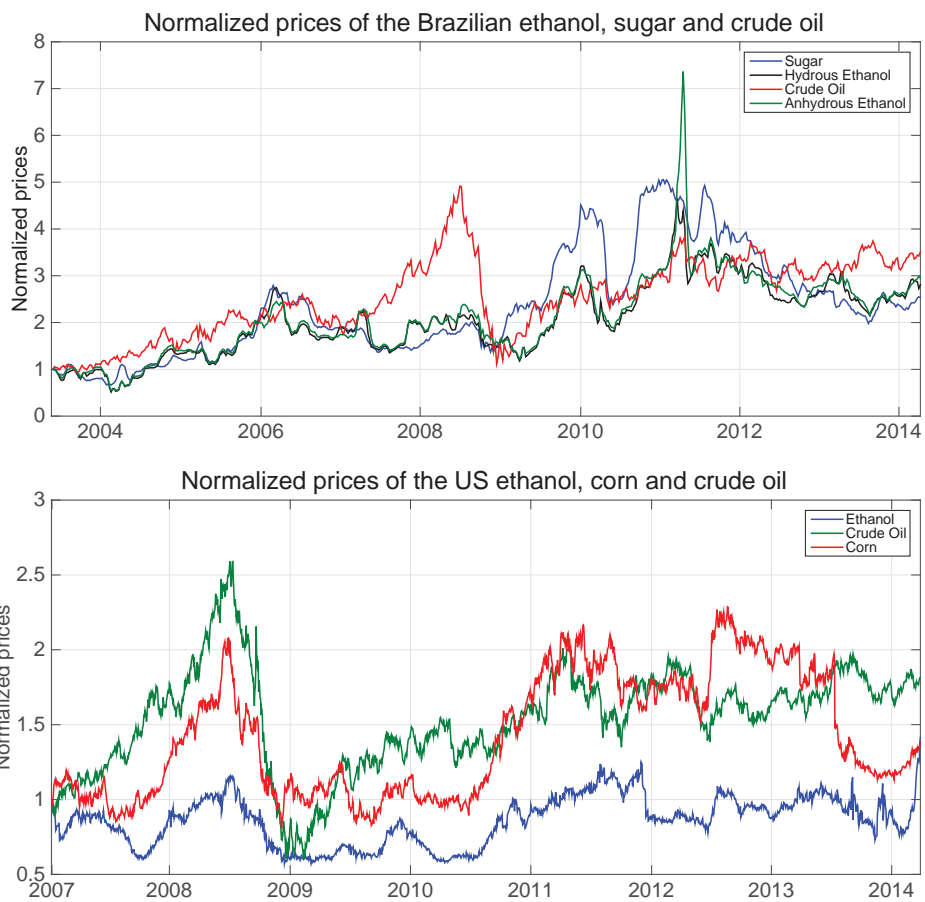 Normalized prices of the Brazilian ethanol, sugar and crude oil
8
7
6
5
4
3
2
1
0
Normalized prices
Sugar
Hydrous Ethanol
Crude Oil
Anhydrous Ethanol
2004 2006 2008 2010 2012 2014
Normalized prices of the US ethanol, corn and crude oil
3
2.5
2
1.5
1
0.5
Normalized prices
Ethanol
Crude Oil
Corn
2007 2008 2009 2010 2011 2012 2013 2014